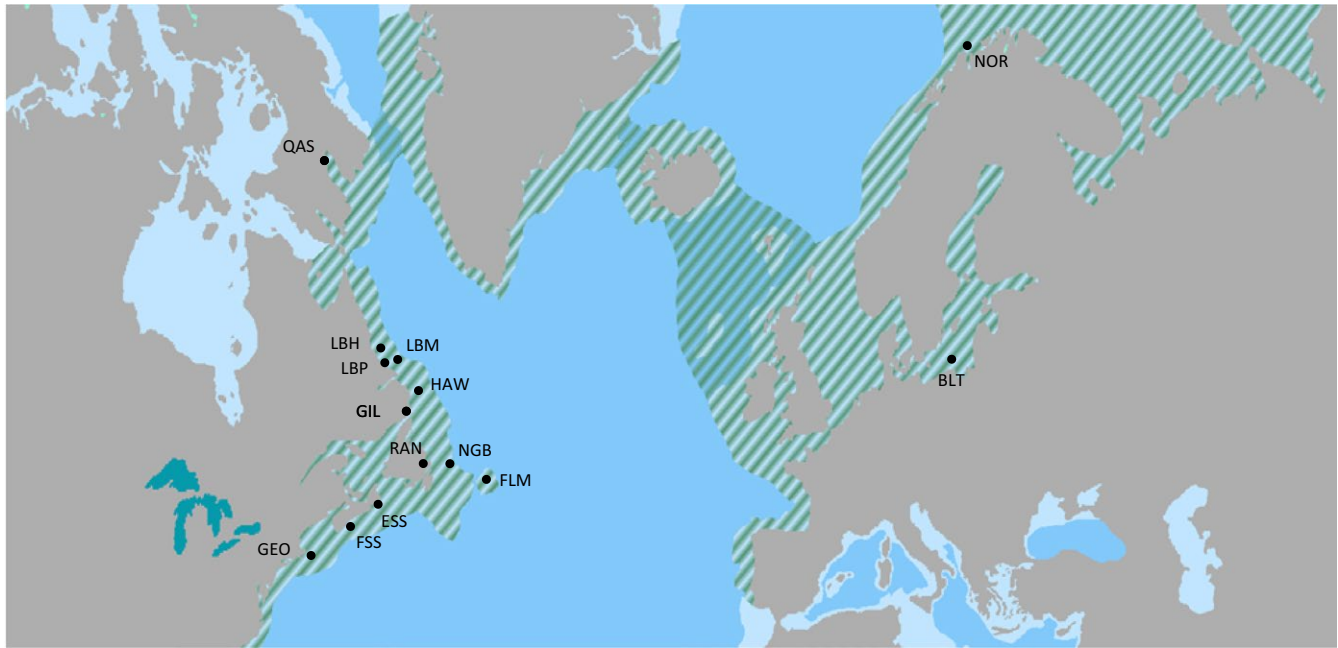 NOR
QAS
LBH
LBM
LBP
BLT
HAW
GIL
RAN
NGB
FLM
ESS
FSS
GEO